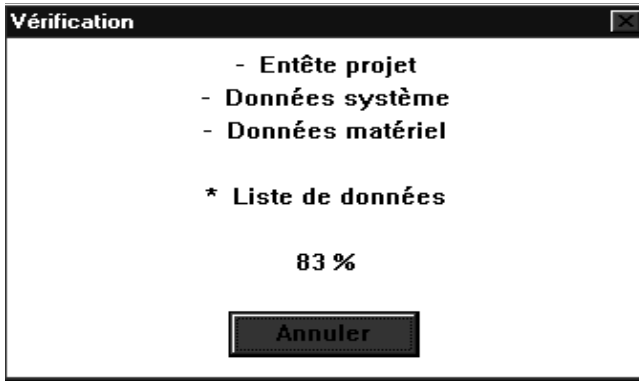 Vérification
- Entête projet
- Données système
- Données matériel
* Liste de données
83 %
Annuler